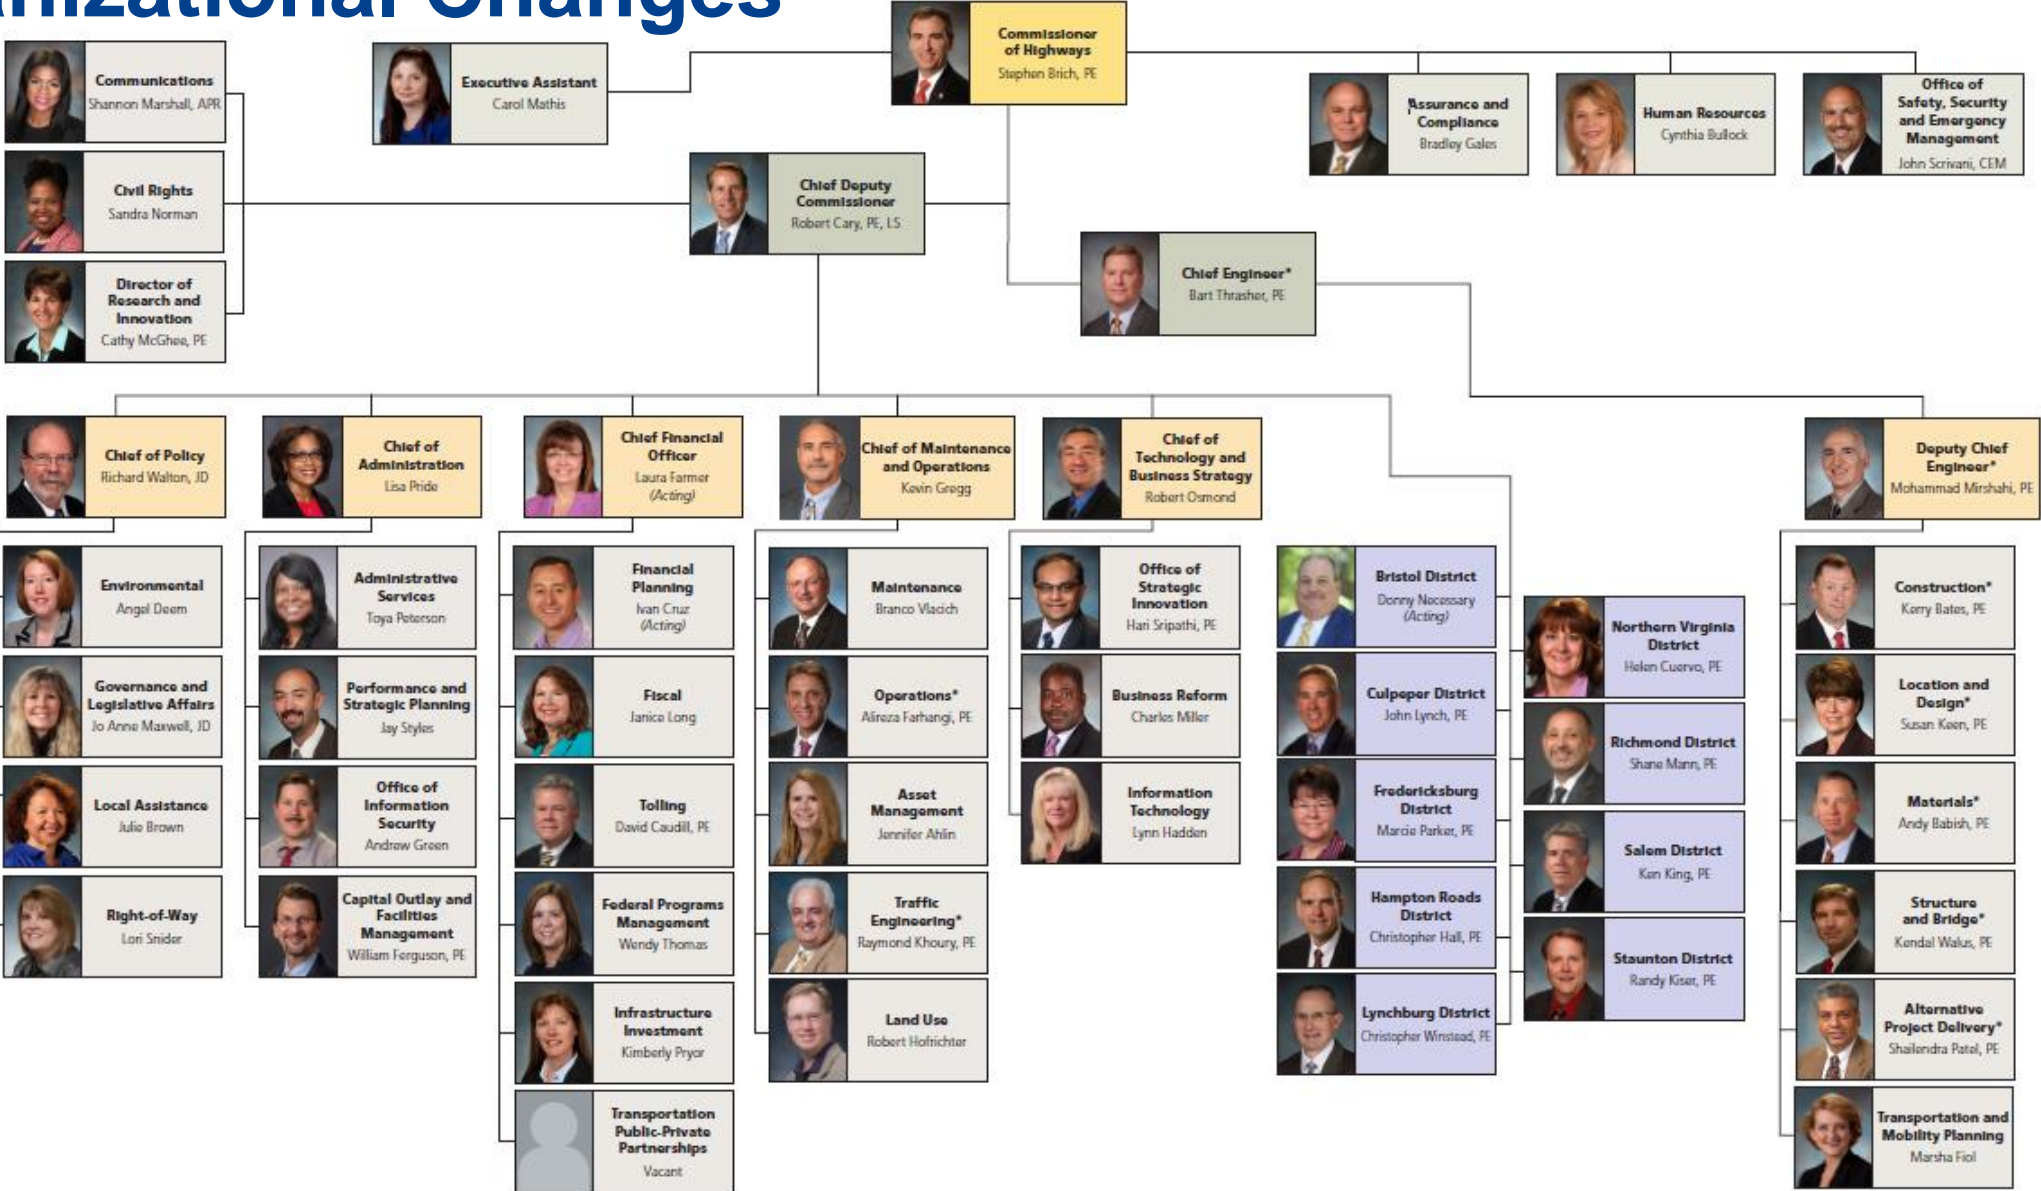 anizational Changes
Commissioner
of Highways
Stephen Brich, PE
Communications
Shannon Marshall, APR
Executive Assistant
Carol Mathis
Assurance and
Compliance
Bradley Gales
Human Resources
Cynthia Bullock
Office of
Safety, Security
and Emergency
Management
John Scrivani, CEM
Civil Rights
Sandra Norman
Chief Deputy
Commissioner
Robert Cary, PE, LS
Director of
Research and
Innovation
Cathy McGhee, PE
Chief Engineer*
Bart Thrasher, PE
Chief of Policy
Richard Walton, JD
Chief of
Administration
Lisa Pride
Chief Financial
Officer
Laura Farmer
(Acting)
Chief of Maintenance
and Operations
Kevin Gregg
Chief of
Technology and
Business Strategy
Robert Osmond
Deputy Chief
Engineer*
Mohammad Mirshahi, PE
Environmental
Angel Deem
Governance and
Legislative Affairs
Jo Anne Maxwell, JD
Local Assistance
Julie Brown
Right-of-Way
Lori Snider
Administrative
Services
Toya Peterson
Performance and
Strategic Planning
Jay Styles
Office of
Information
Security
Andrew Green
Capital Outlay and
Facilities
Management
William Ferguson, PE
Financial
Planning
Ivan Cruz
(Acting)
Fiscal
Janice Long
Tolling
David Caudill, PE
Federal Programs
Management
Wendy Thomas
Infrastructure
Investment
Kimberly Pryor
Transportation
Public-Private
Partnerships
Vacant
Maintenance
Branco Vlacich
Operations*
Alireza Farhangi, PE
Asset
Management
Jennifer Ahlin
Traffic
Engineering*
Raymond Khoury, PE
Land Use
Robert Hofrichter
Office of
Strategic
Innovation
Hari Sripathi, PE
Business Reform
Charles Miller
Information
Technology
Lynn Hadden
Bristol District
Donny Necessary
(Acting)
Culpeper District
John Lynch, PE
Fredericksburg
District
Marcie Parker, PE
Hampton Roads
District
Christopher Hall, PE
Lynchburg District
Christopher Winstead, PE
Northern Virginia
District
Helen Cuervo, PE
Richmond District
Shane Mann, PE
Salem District
Ken King, PE
Staunton District
Randy Kiser, PE
Construction*
Kerry Bates, PE
Location and
Design*
Susan Keen, PE
Materials*
Andy Babish, PE
Structure
and Bridge*
Kendal Walus, PE
Alternative
Project Delivery*
Shailendra Patel, PE
Transportation and
Mobility Planning
Marsha Fiol